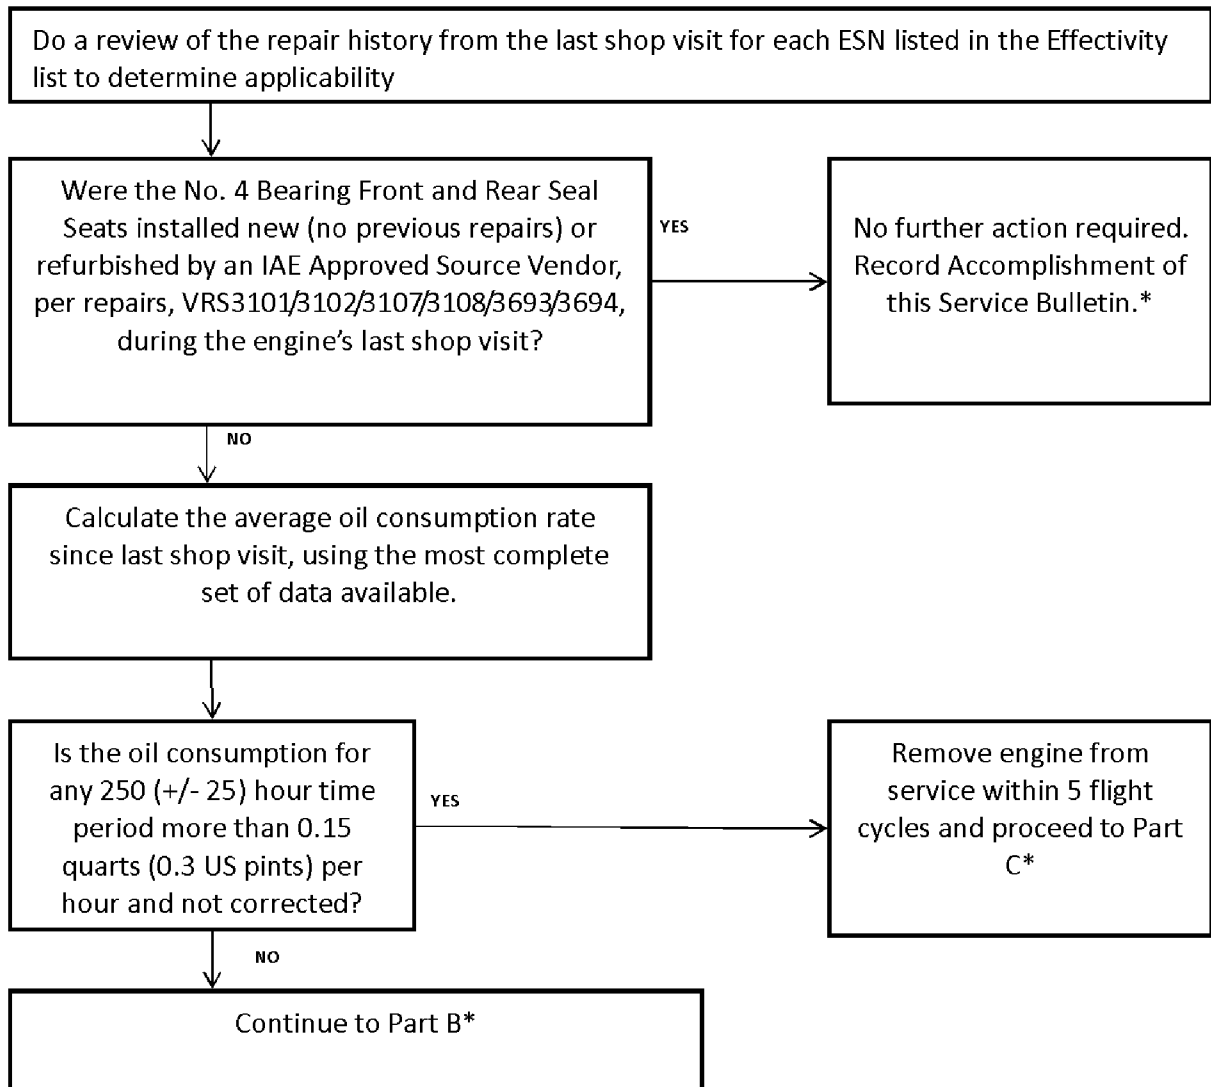 Do a review of the repair history from the last shop visit for each ESN listed in the Effectivity
list to determine applicability
Were the No. 4 Bearing Front and Rear Seal
Seats installed new (no previous repairs) or
refurbished by an IAE Approved Source Vendor,
per repairs, VRS3101/3102/3107/3108/3693/3694,
during the engine’s last shop visit?
YES
No further action required.
Record Accomplishment of
this Service Bulletin.*
NO
Calculate the average oil consumption rate
since last shop visit, using the most complete
set of data available.
Is the oil consumption for
any 250 (+/- 25) hour time
period more than 0.15
quarts (0.3 US pints) per
hour and not corrected?
YES
Remove engine from
service within 5 flight
cycles and proceed to Part
C*
NO
Continue to Part B*